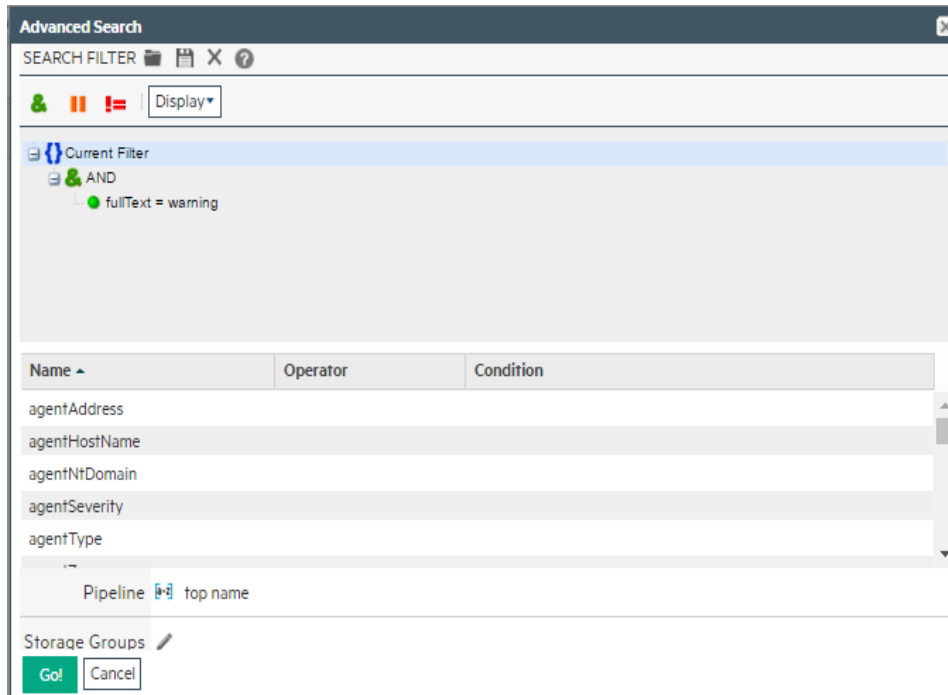 Advanced Search
SEARCH FILTER
Display
Current Filter
AND
fullText = warning
Name Operator Condition
agentAddress
agentHostName
agentNtDomain
agentSeverity
agentType
Pipeline top name
Storage Groups
Go! Cancel